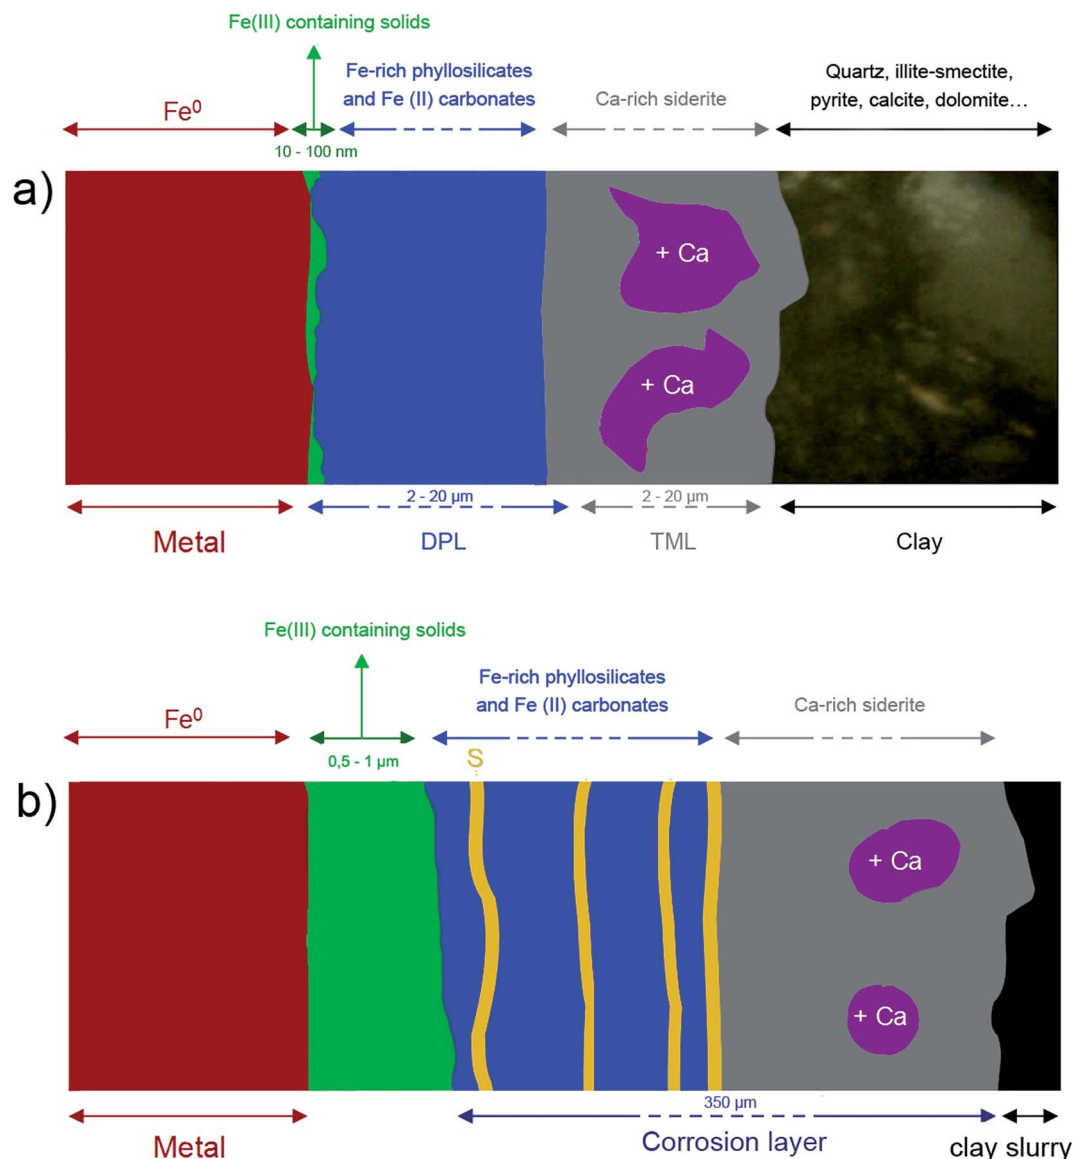 Fe(III) containing solids
Fe-rich phyllosilicates
and Fe (II) carbonates
Quartz, illite-smectite,
pyrite, calcite, dolomite…
Ca-rich siderite
Fe⁰
10 - 100 nm
a)
+ Ca
+ Ca
2 - 20 µm
2 - 20 µm
Metal
DPL
TML
Clay
Fe(III) containing solids
Fe-rich phyllosilicates
and Fe (II) carbonates
Ca-rich siderite
Fe⁰
0,5 - 1 µm
S
b)
+ Ca
+ Ca
350 µm
Metal
Corrosion layer
clay slurry